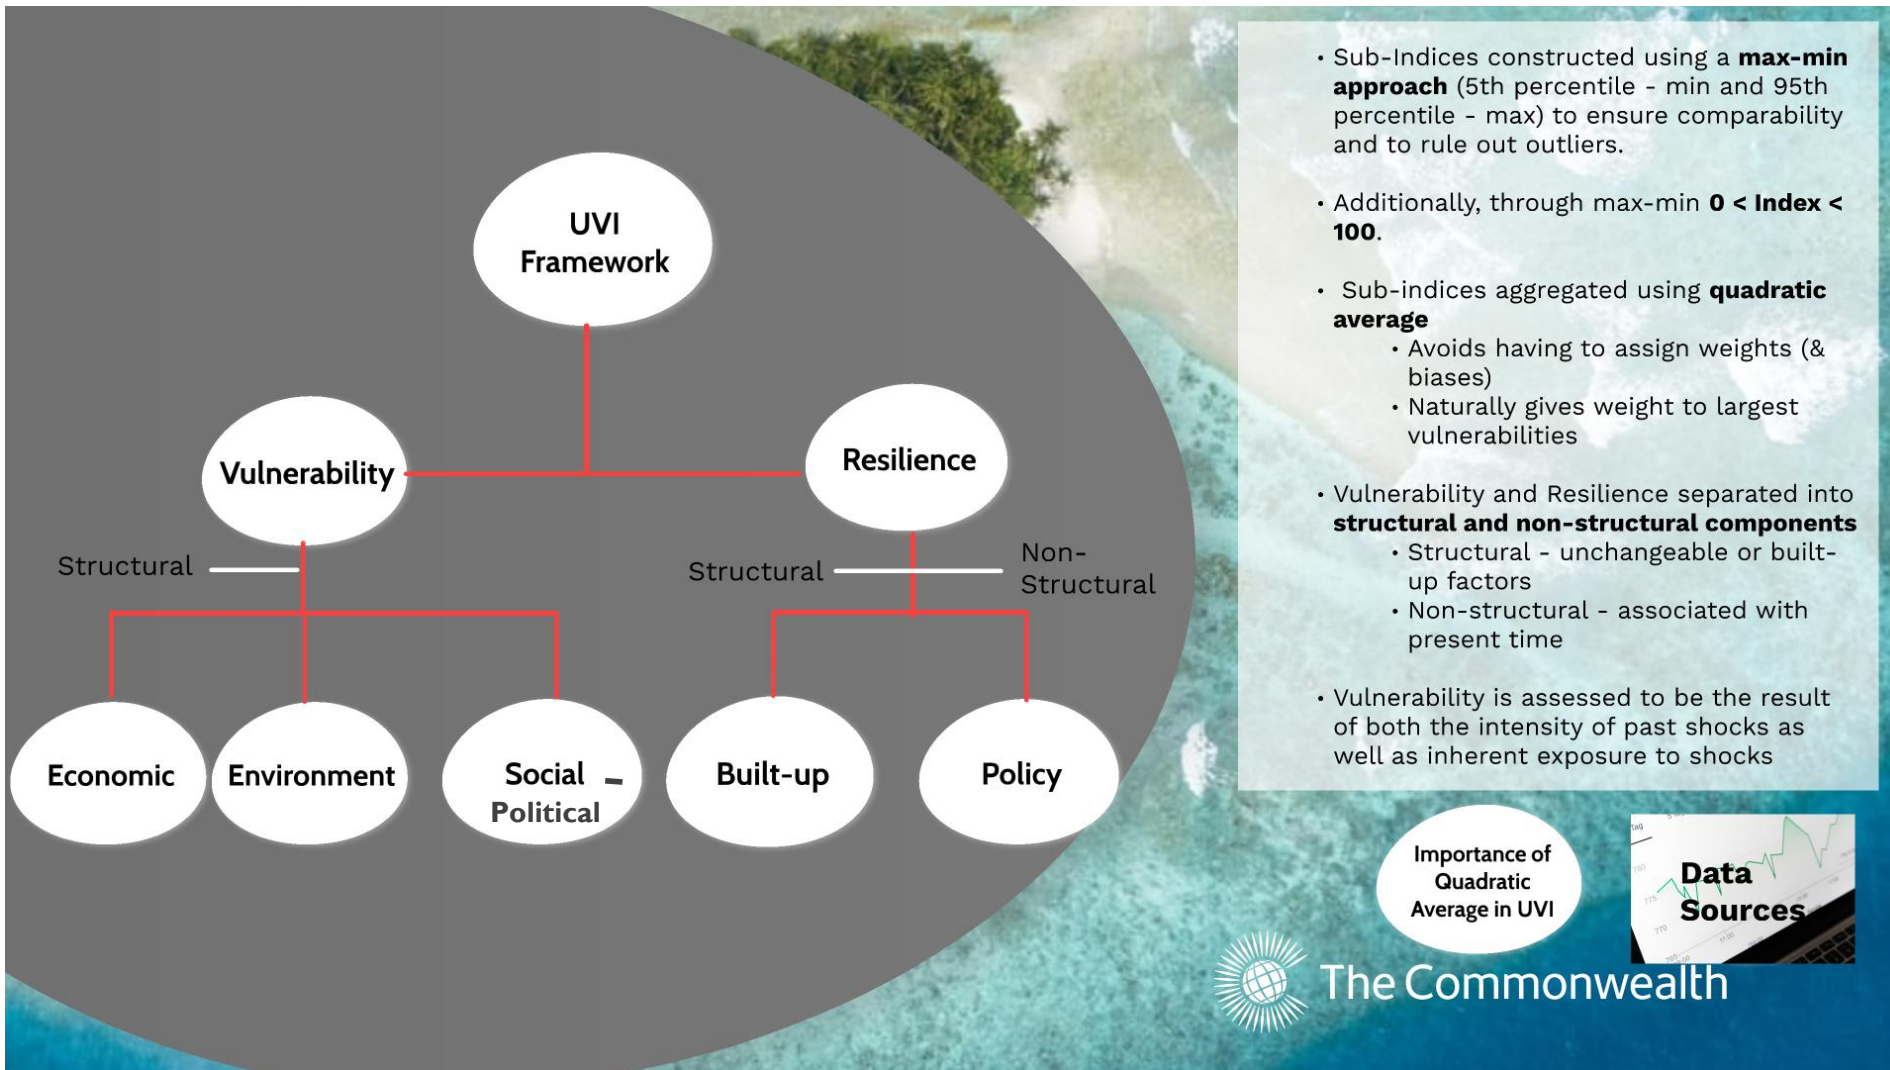 UVI
Framework
Vulnerability
Resilience
Structural
Structural
Non-
Structural
Economic
Environment
Social -
Political
Built-up
Policy
• Sub-Indices constructed using a max-min
approach (5th percentile - min and 95th
percentile - max) to ensure comparability
and to rule out outliers.
• Additionally, through max-min 0 < Index <
100.
• Sub-indices aggregated using quadratic
average
• Avoids having to assign weights (&
biases)
• Naturally gives weight to largest
vulnerabilities
• Vulnerability and Resilience separated into
structural and non-structural components
• Structural - unchangeable or built-
up factors
• Non-structural - associated with
present time
• Vulnerability is assessed to be the result
of both the intensity of past shocks as
well as inherent exposure to shocks
Importance of
Quadratic
Average in UVI
Data
Sources
775
770
11:00
The Commonwealth